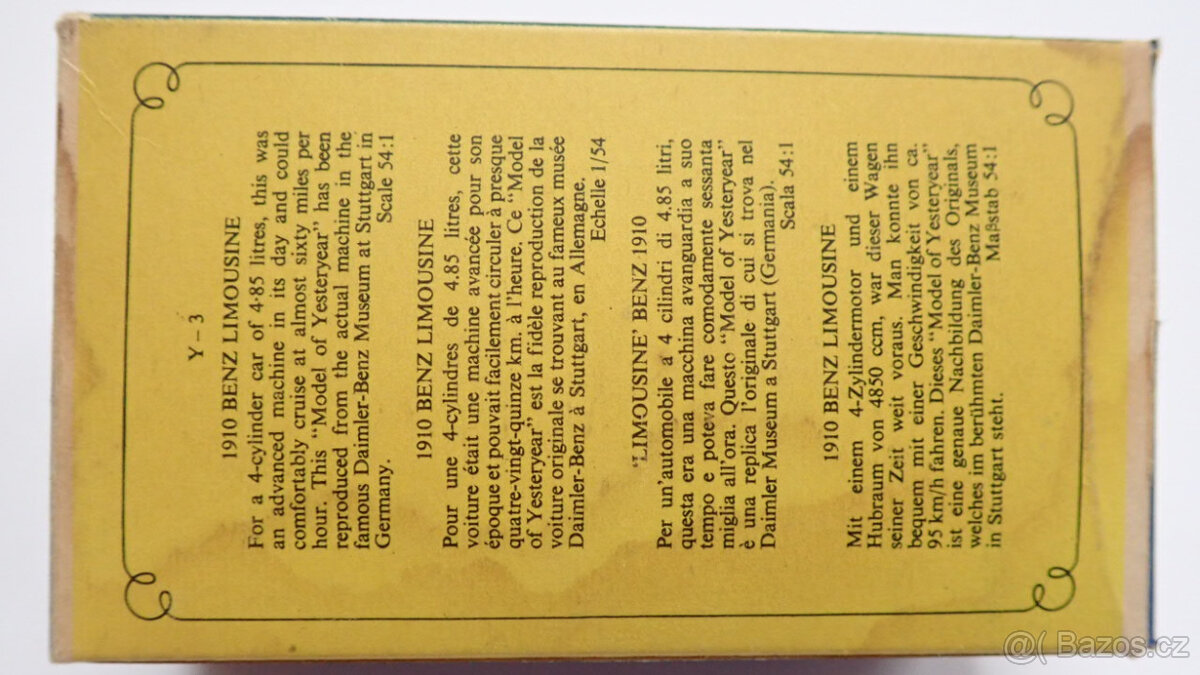 Y – 3
1910 BENZ LIMOUSINE
For a 4-cylinder car of 4·85 litres, this was
an advanced machine in its day and could
comfortably cruise at almost sixty miles per
hour. This “Model of Yesteryear” has been
reproduced from the actual machine in the
famous Daimler-Benz Museum at Stuttgart in
Germany. Scale 54:1
1910 BENZ LIMOUSINE
Pour une 4-cylindres de 4.85 litres, cette
voiture était une machine avancée pour son
époque et pouvait facilement circuler à presque
quatre-vingt-quinze km. à l'heure. Ce “Model
of Yesteryear” est la fidèle reproduction de la
voiture originale se trouvant au fameux musée
Daimler-Benz à Stuttgart, en Allemagne.
Echelle 1/54
'LIMOUSINE' BENZ 1910
Per un'automobile a 4 cilindri di 4.85 litri,
questa era una macchina avanguardia a suo
tempo e poteva fare comodamente sessanta
miglia all'ora. Questo “Model of Yesteryear”
è una replica l'originale di cui si trova nel
Daimler Museum a Stuttgart (Germania).
Scala 54:1
1910 BENZ LIMOUSINE
Mit einem 4-Zylindermotor und einem
Hubraum von 4850 ccm, war dieser Wagen
seiner Zeit weit voraus. Man konnte ihn
bequem mit einer Geschwindigkeit von ca.
95 km/h fahren. Dieses “Model of Yesteryear”
ist eine genaue Nachbildung des Originals,
welches im berühmten Daimler-Benz Museum
in Stuttgart steht. Maßstab 54:1
Bazos.cz